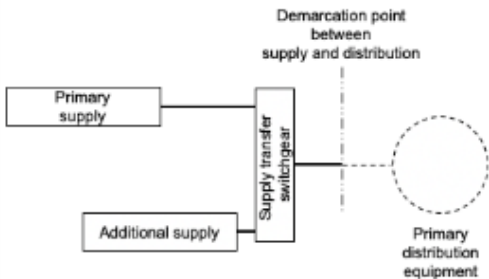 Demarcation point
between
supply and distribution
Primary
supply
Supply transfer
switchgear
Additional supply
Primary
distribution
equipment